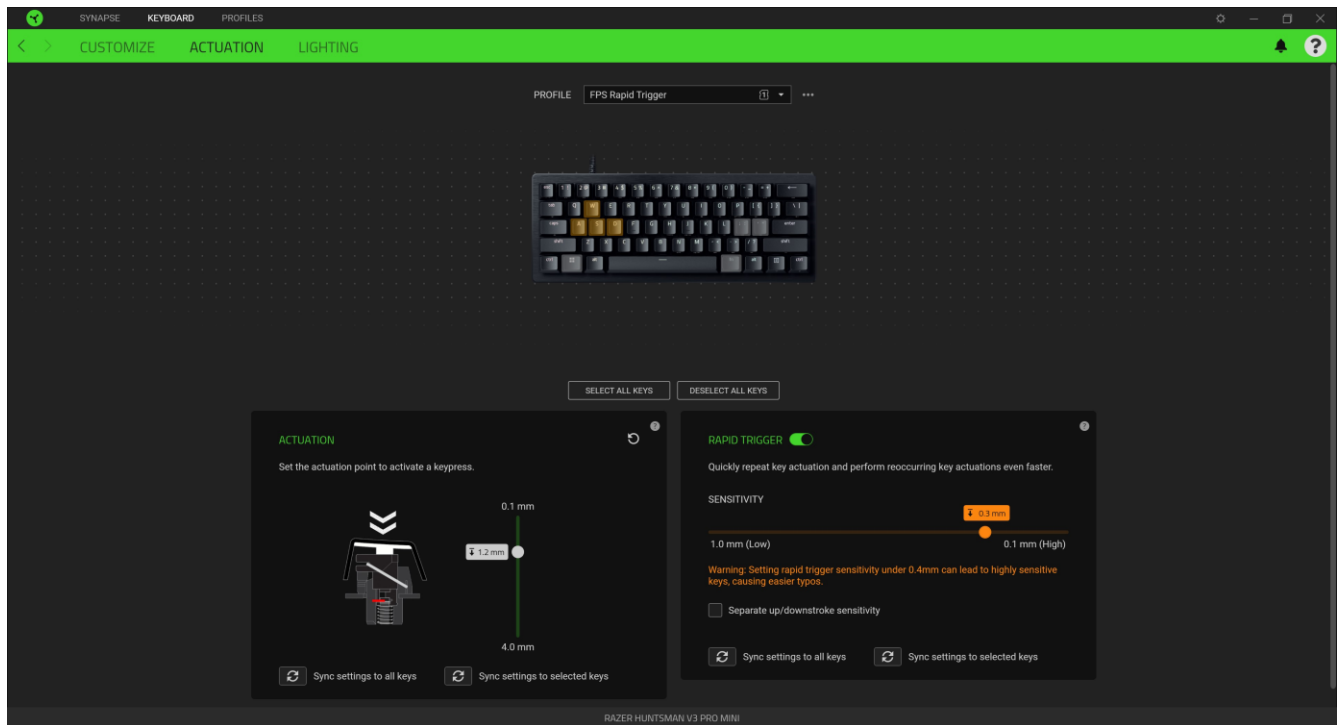 SYNAPSE KEYBOARD PROFILES
CUSTOMIZE ACTUATION LIGHTING
?
PROFILE FPS Rapid Trigger 1
SELECT ALL KEYS DESELECT ALL KEYS
ACTUATION
?
Set the actuation point to activate a keypress.
0.1 mm
1.2 mm
4.0 mm
Sync settings to all keys Sync settings to selected keys
RAPID TRIGGER
?
Quickly repeat key actuation and perform reoccurring key actuations even faster.
SENSITIVITY
0.3 mm
1.0 mm (Low) 0.1 mm (High)
Warning: Setting rapid trigger sensitivity under 0.4mm can lead to highly sensitive
keys, causing easier typos.
Separate up/downstroke sensitivity
Sync settings to all keys Sync settings to selected keys
RAZER HUNTSMAN V3 PRO MINI